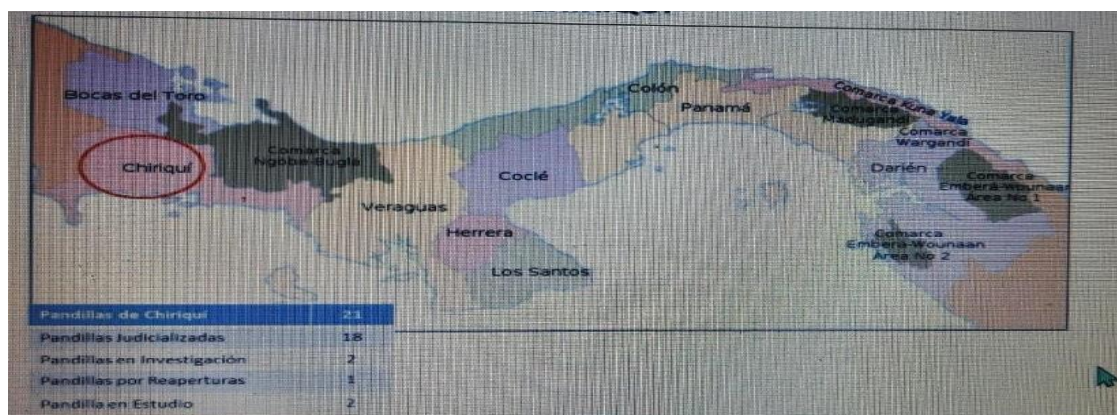 Bocas del Toro
Chiriquí
Comarca
Ngöbe-Buglé
Veraguas
Coclé
Herrera
Los Santos
Colón
Panamá
Comarca Kuna Yala
Comarca
Madugandí
Comarca
Wargandí
Darién
Comarca
Emberá-Wounaan
Área No 1
Comarca
Emberá-Wounaan
Área No 2
Pandillas de Chiriquí 21
Pandillas Judicializadas 18
Pandillas en Investigación 2
Pandillas por Reaperturas 1
Pandilla en Estudio 2